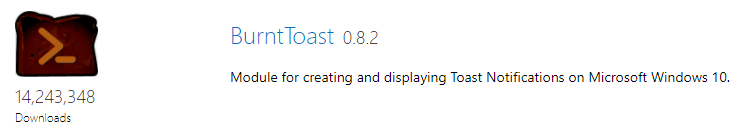 BurntToast 0.8.2
Module for creating and displaying Toast Notifications on Microsoft Windows 10.
14,243,348
Downloads